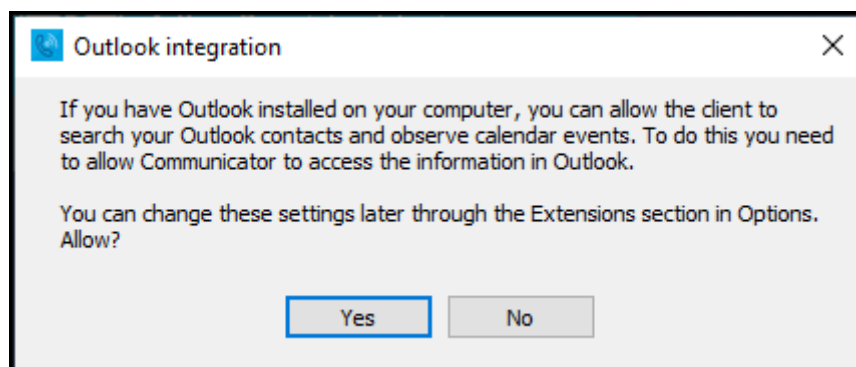 Outlook integration
If you have Outlook installed on your computer, you can allow the client to
search your Outlook contacts and observe calendar events. To do this you need
to allow Communicator to access the information in Outlook.
You can change these settings later through the Extensions section in Options.
Allow?
Yes
No